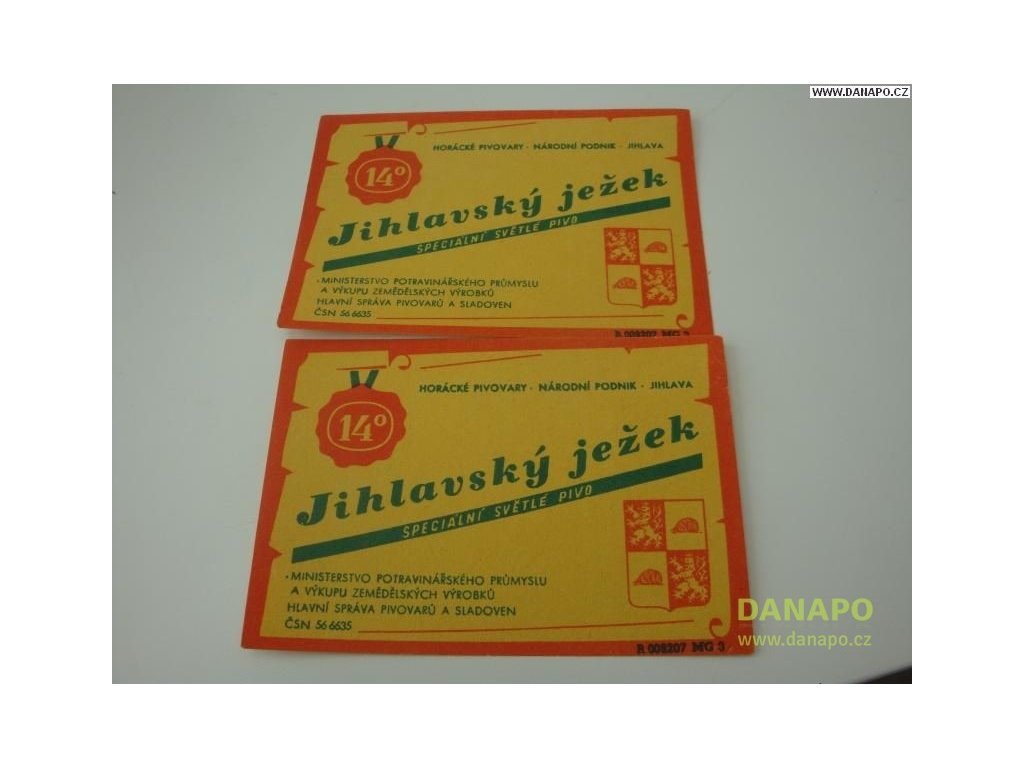 WWW.DANAPO.CZ
HORÁCKÉ PIVOVARY · NÁRODNÍ PODNIK · JIHLAVA
14°
Jihlavský ježek
SPECIÁLNÍ SVĚTLÉ PIVO
MINISTERSTVO POTRAVINÁŘSKÉHO PRŮMYSLU
A VÝKUPU ZEMĚDĚLSKÝCH VÝROBKŮ
HLAVNÍ SPRÁVA PIVOVARŮ A SLADOVEN
ČSN 56 6635
R 008207 MG 3
HORÁCKÉ PIVOVARY · NÁRODNÍ PODNIK · JIHLAVA
14°
Jihlavský ježek
SPECIÁLNÍ SVĚTLÉ PIVO
MINISTERSTVO POTRAVINÁŘSKÉHO PRŮMYSLU
A VÝKUPU ZEMĚDĚLSKÝCH VÝROBKŮ
HLAVNÍ SPRÁVA PIVOVARŮ A SLADOVEN
ČSN 56 6635
R 008207 MG 3
DANAPO
www.danapo.cz